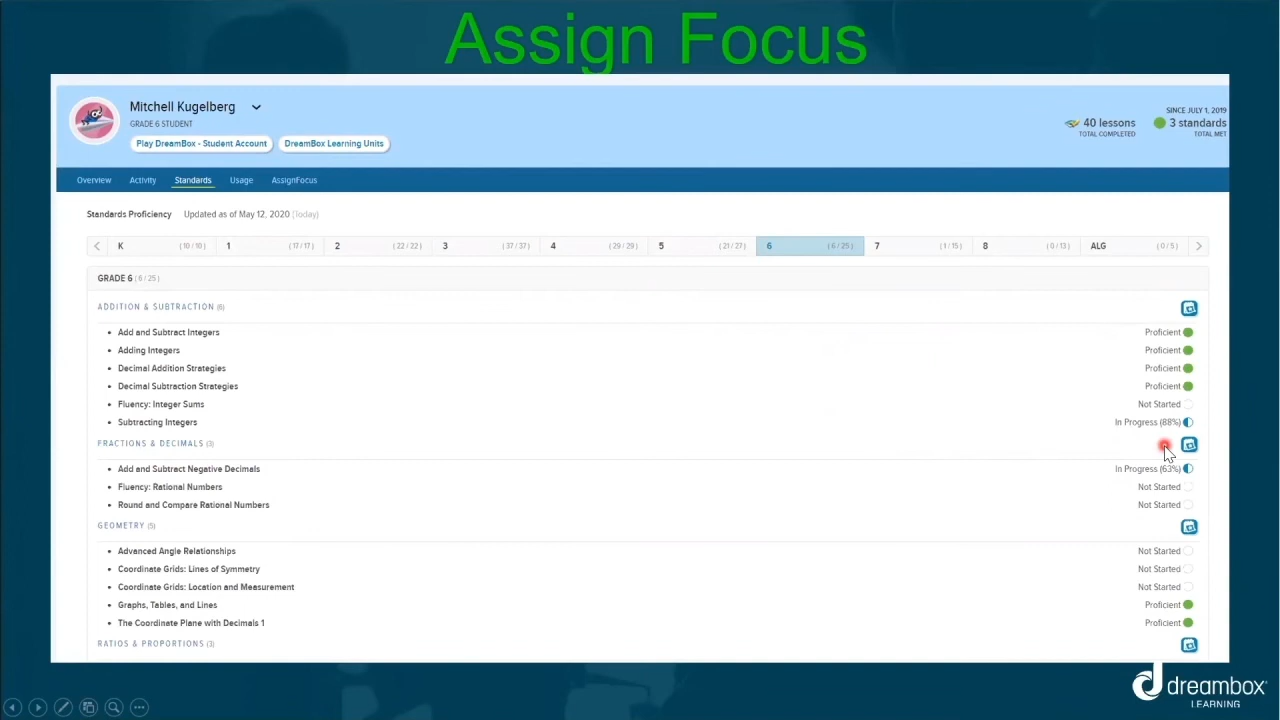 Assign Focus
Mitchell Kugelberg
GRADE 6 STUDENT
Play DreamBox - Student Account DreamBox Learning Units
SINCE JULY 1, 2019
40 lessons 3 standards
TOTAL COMPLETED TOTAL MET
Overview Activity Standards Usage AssignFocus
Standards Proficiency Updated as of May 12, 2020 (Today)
K (10/10) 1 (17/17) 2 (22/22) 3 (37/37) 4 (29/29) 5 (21/27) 6 (6/25) 7 (1/15) 8 (0/13) ALG (0/5)
GRADE 6 (6/25)
ADDITION & SUBTRACTION (6)
• Add and Subtract Integers Proficient
• Adding Integers Proficient
• Decimal Addition Strategies Proficient
• Decimal Subtraction Strategies Proficient
• Fluency: Integer Sums Not Started
• Subtracting Integers In Progress (88%)
FRACTIONS & DECIMALS (3)
• Add and Subtract Negative Decimals In Progress (63%)
• Fluency: Rational Numbers Not Started
• Round and Compare Rational Numbers Not Started
GEOMETRY (5)
• Advanced Angle Relationships Not Started
• Coordinate Grids: Lines of Symmetry Not Started
• Coordinate Grids: Location and Measurement Not Started
• Graphs, Tables, and Lines Proficient
• The Coordinate Plane with Decimals 1 Proficient
RATIOS & PROPORTIONS (3)
dreambox
LEARNING